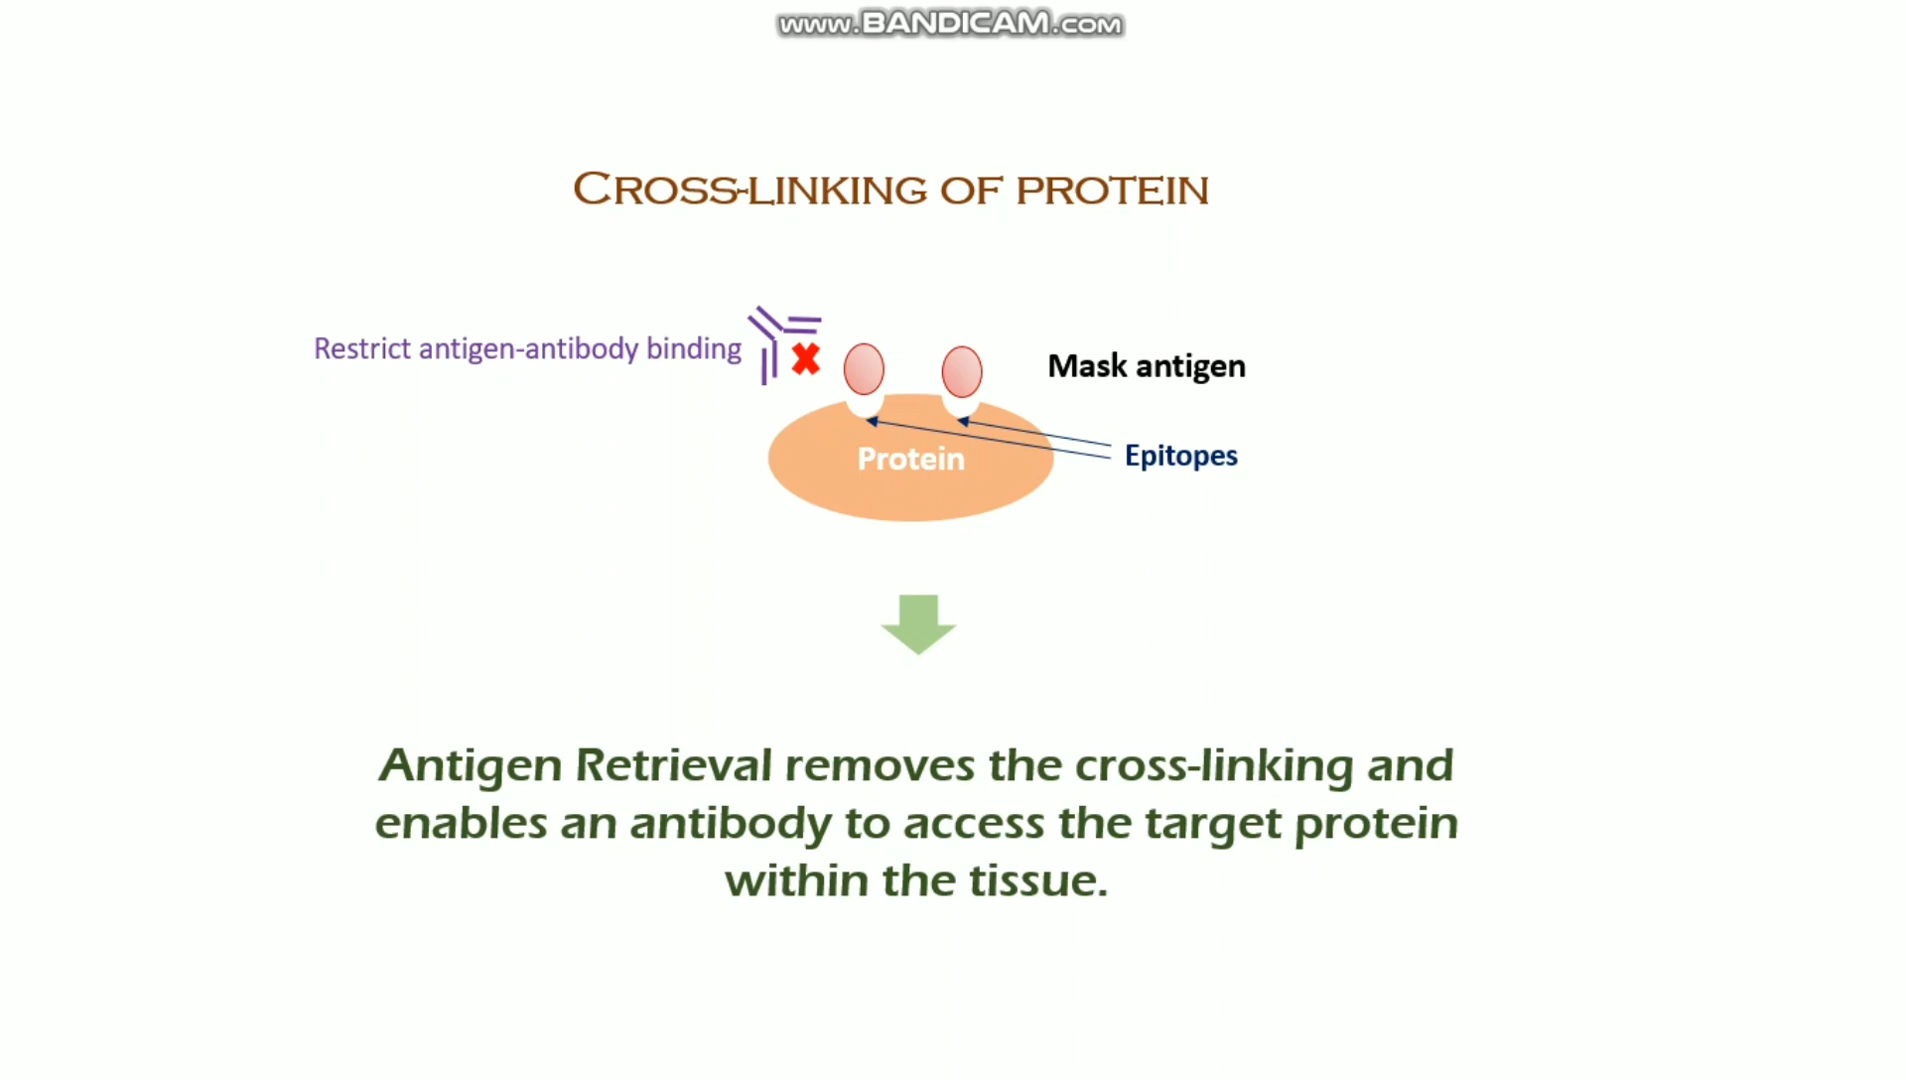 www.BANDICAM.com
CROSS-LINKING OF PROTEIN
Restrict antigen-antibody binding
Mask antigen
Protein
Epitopes
Antigen Retrieval removes the cross-linking and
enables an antibody to access the target protein
within the tissue.